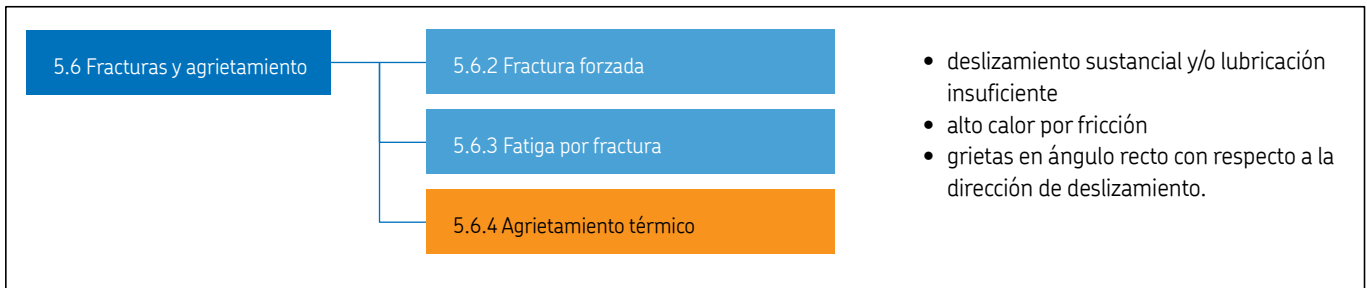 5.6 Fracturas y agrietamiento
5.6.2 Fractura forzada
5.6.3 Fatiga por fractura
5.6.4 Agrietamiento térmico
• deslizamiento sustancial y/o lubricación
insuficiente
• alto calor por fricción
• grietas en ángulo recto con respecto a la
dirección de deslizamiento.